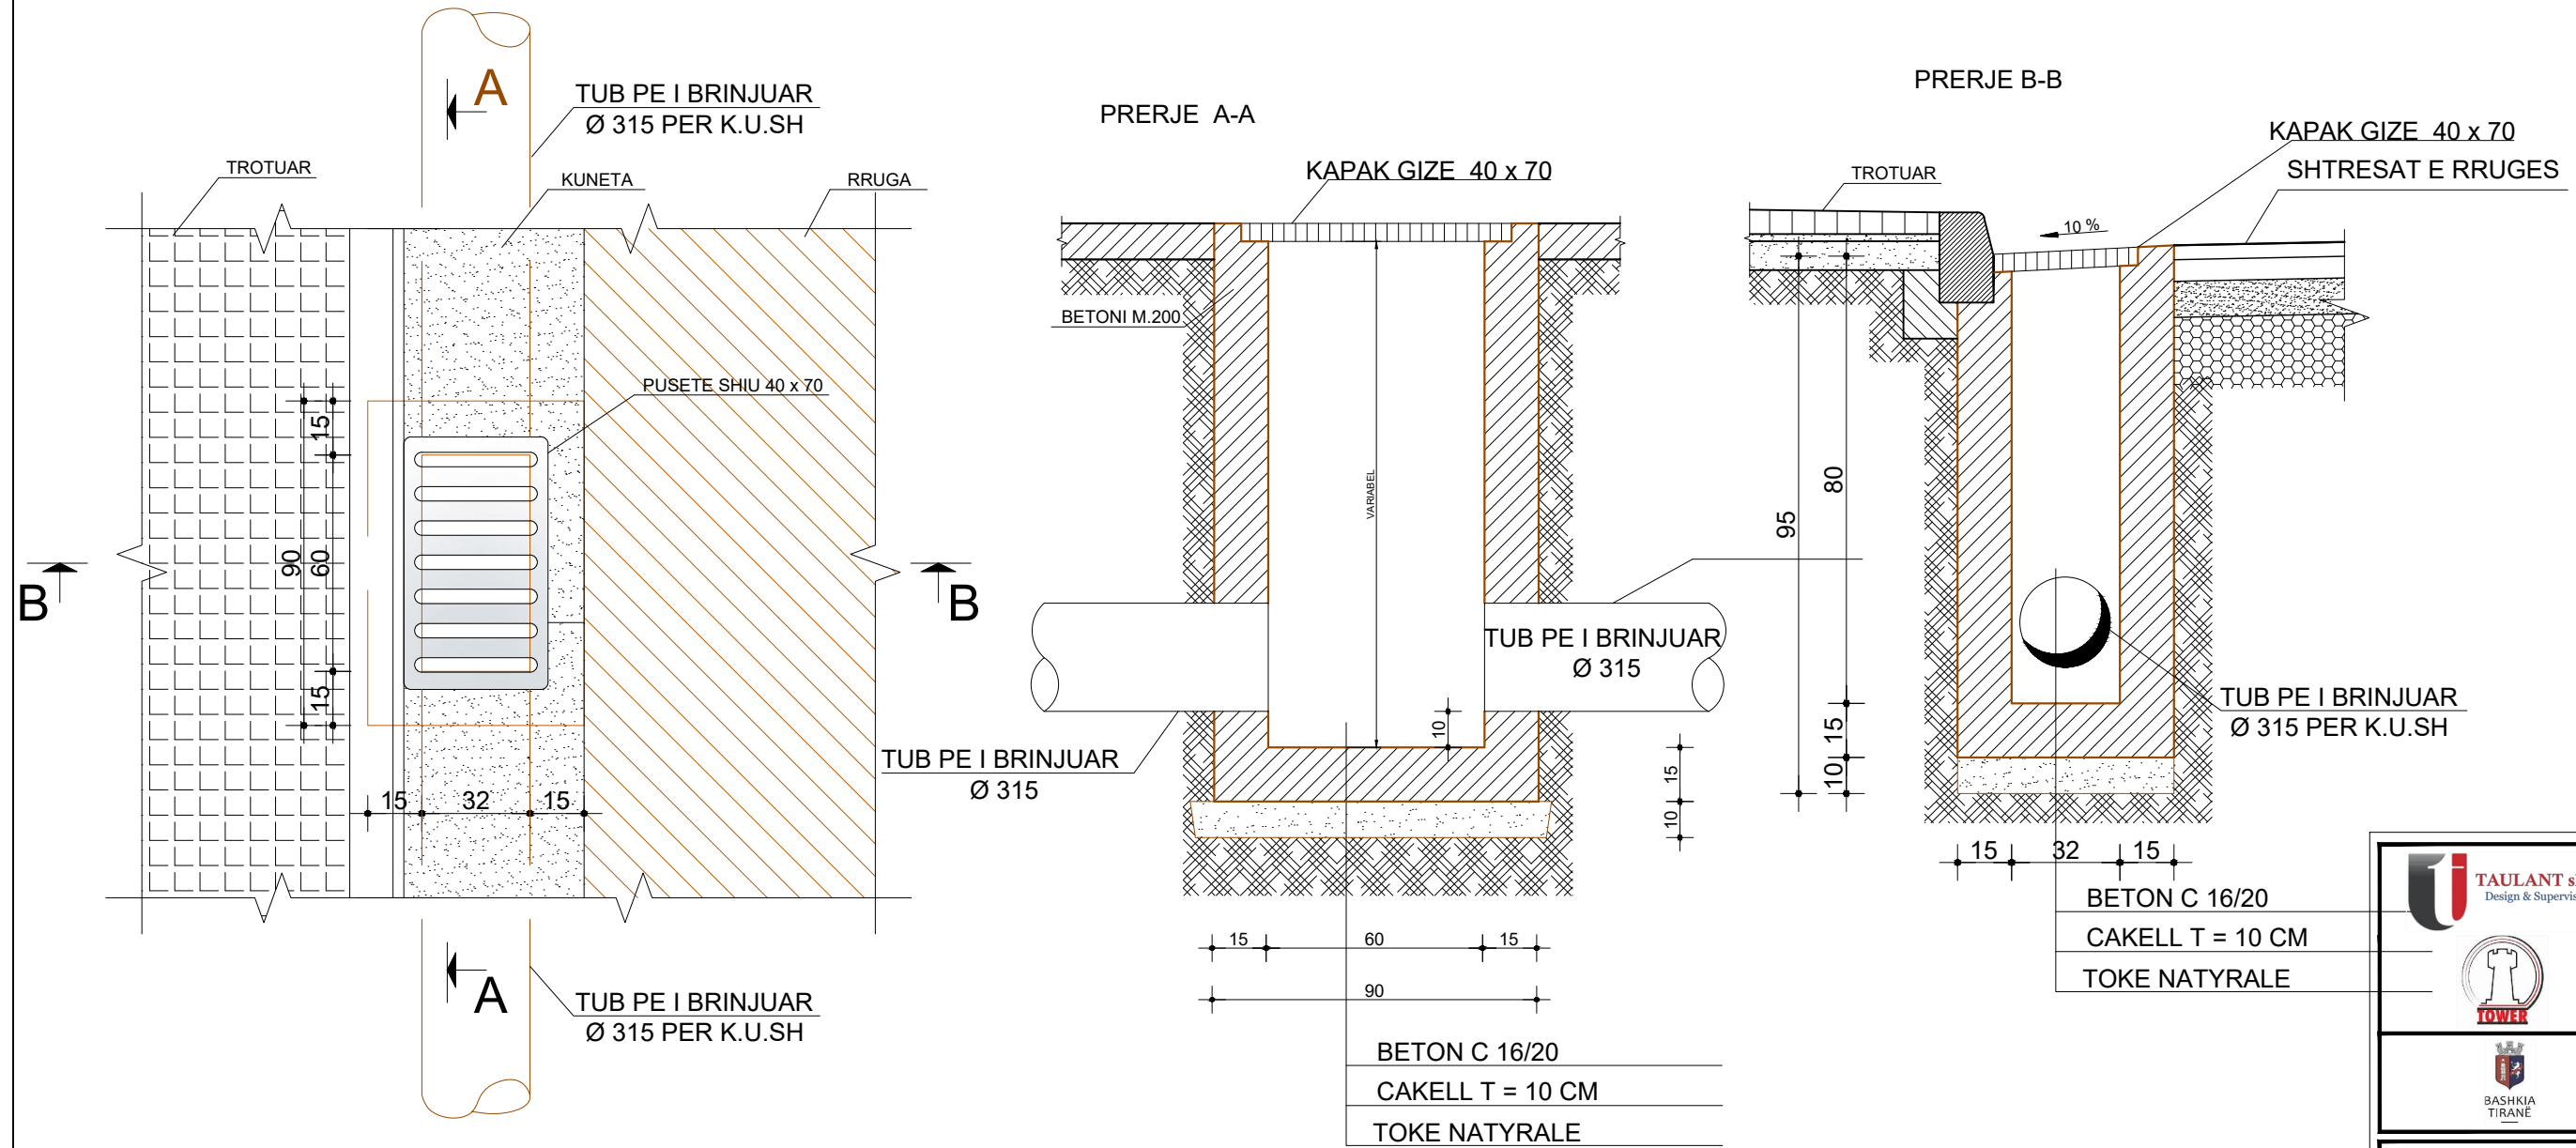 A
TUB PE I BRINJUAR
Ø 315 PER K.U.SH
TROTUAR
KUNETA
RRUGA
PUSETE SHIU 40 x 70
15
90
60
15
B
B
15
32
15
A
TUB PE I BRINJUAR
Ø 315 PER K.U.SH
PRERJE A-A
KAPAK GIZE 40 x 70
BETONI M.200
VARIABEL
TUB PE I BRINJUAR
Ø 315
TUB PE I BRINJUAR
Ø 315
10
15
10
15
60
15
90
BETON C 16/20
CAKELL T = 10 CM
TOKE NATYRALE
PRERJE B-B
KAPAK GIZE 40 x 70
SHTRESAT E RRUGES
TROTUAR
10 %
80
95
15
10
TUB PE I BRINJUAR
Ø 315 PER K.U.SH
15
32
15
BETON C 16/20
CAKELL T = 10 CM
TOKE NATYRALE
TAULANT
Design &
TOWER
BASHKIA
TIRANË